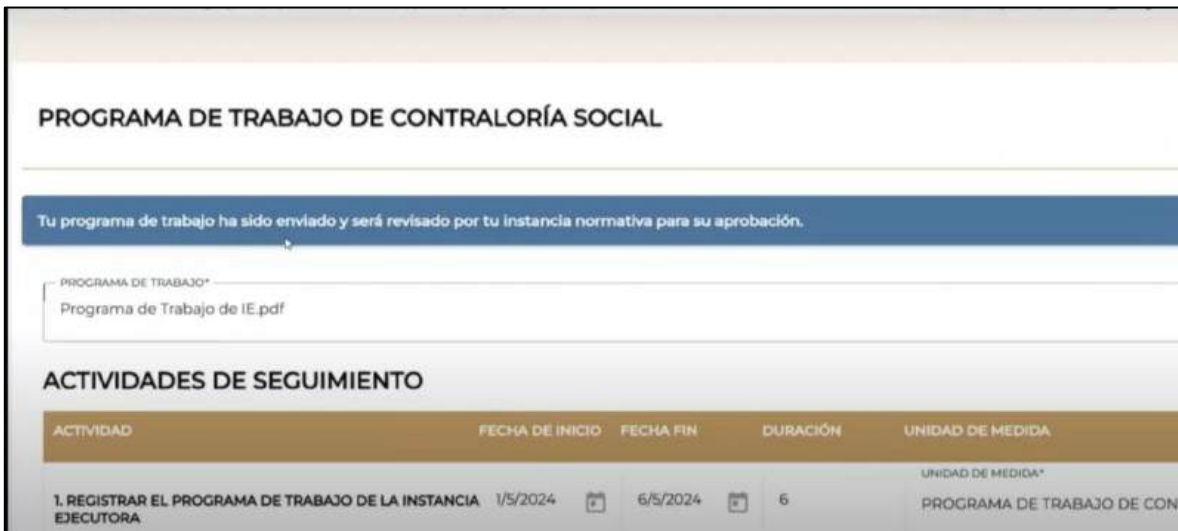 PROGRAMA DE TRABAJO DE CONTRALORÍA SOCIAL
Tu programa de trabajo ha sido enviado y será revisado por tu instancia normativa para su aprobación.
PROGRAMA DE TRABAJO*
Programa de Trabajo de IE.pdf
ACTIVIDADES DE SEGUIMIENTO
ACTIVIDAD FECHA DE INICIO FECHA FIN DURACIÓN UNIDAD DE MEDIDA
UNIDAD DE MEDIDA*
1. REGISTRAR EL PROGRAMA DE TRABAJO DE LA INSTANCIA 1/5/2024 6/5/2024 6 PROGRAMA DE TRABAJO DE CON
EJECUTORA